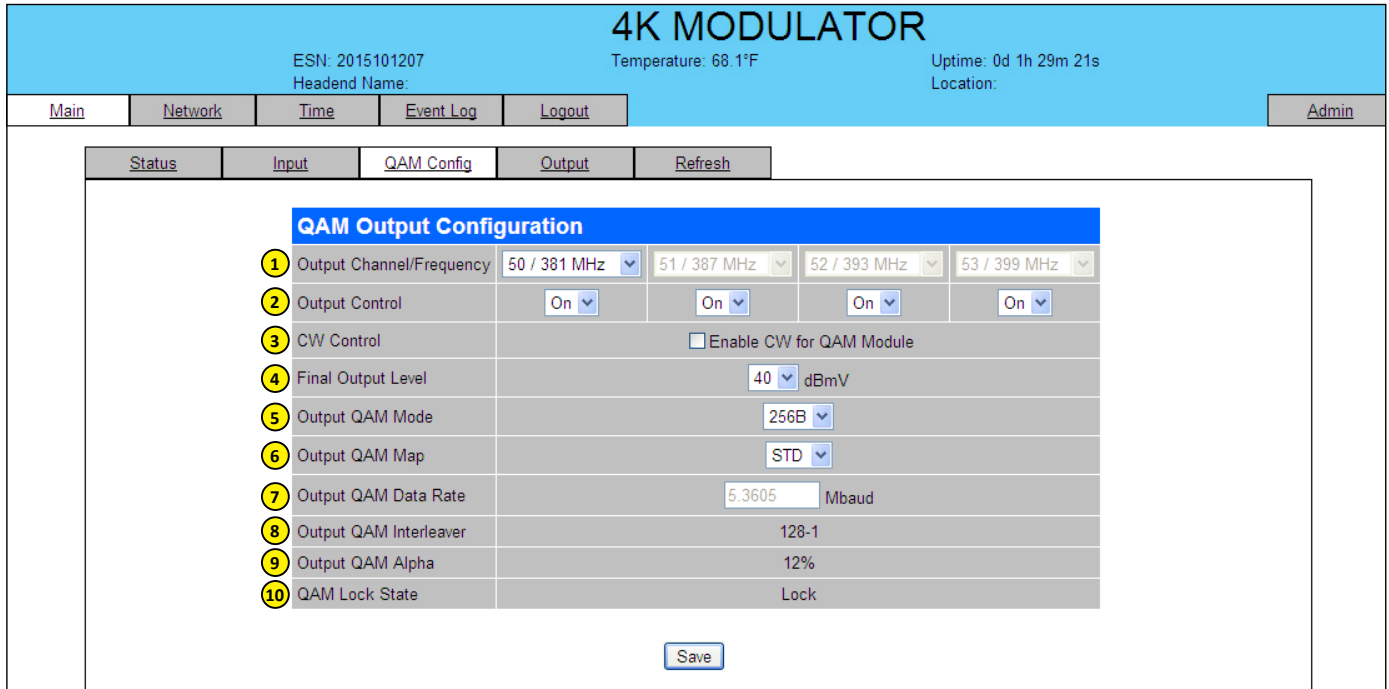 4K MODULATOR
ESN: 2015101207 Temperature: 68.1°F Uptime: 0d 1h 29m 21s
Headend Name: Location:
Main Network Time Event Log Logout Admin
Status Input QAM Config Output Refresh
QAM Output Configuration
1 Output Channel/Frequency 50 / 381 MHz 51 / 387 MHz 52 / 393 MHz 53 / 399 MHz
2 Output Control On On On On
3 CW Control Enable CW for QAM Module
4 Final Output Level 40 dBmV
5 Output QAM Mode 256B
6 Output QAM Map STD
7 Output QAM Data Rate 5.3605 Mbaud
8 Output QAM Interleaver 128-1
9 Output QAM Alpha 12%
10 QAM Lock State Lock
Save